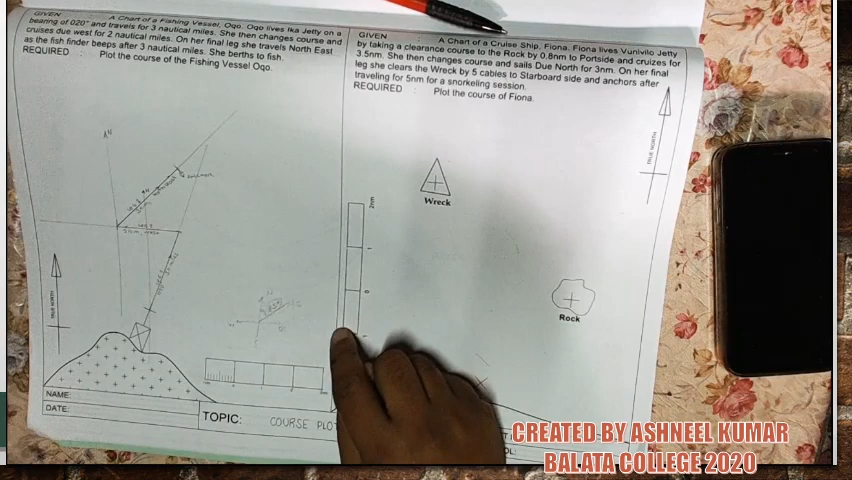 GIVEN : A Chart of a Fishing Vessel, Oqo. Oqo lives Ika Jetty on a
bearing of 020° and travels for 3 nautical miles. She then changes course and
cruises due west for 2 nautical miles. On her final leg she travels North East
as the fish finder beeps after 3 nautical miles. She berths to fish.
REQUIRED : Plot the course of the Fishing Vessel Oqo.
TRUE NORTH
NAME:
DATE:
TOPIC: COURSE PLOT
GIVEN : A Chart of a Cruise Ship, Fiona. Fiona lives Vunivilo Jetty
by taking a clearance course to the Rock by 0.8nm to Portside and cruizes for
3.5nm. She then changes course and sails Due North for 3nm. On her final
leg she clears the Wreck by 5 cables to Starboard side and anchors after
traveling for 5nm for a snorkeling session.
REQUIRED : Plot the course of Fiona.
TRUE NORTH
Wreck
2nm
1
0
1
Rock
CREATED BY ASHNEEL KUMAR
BALATA COLLEGE 2020